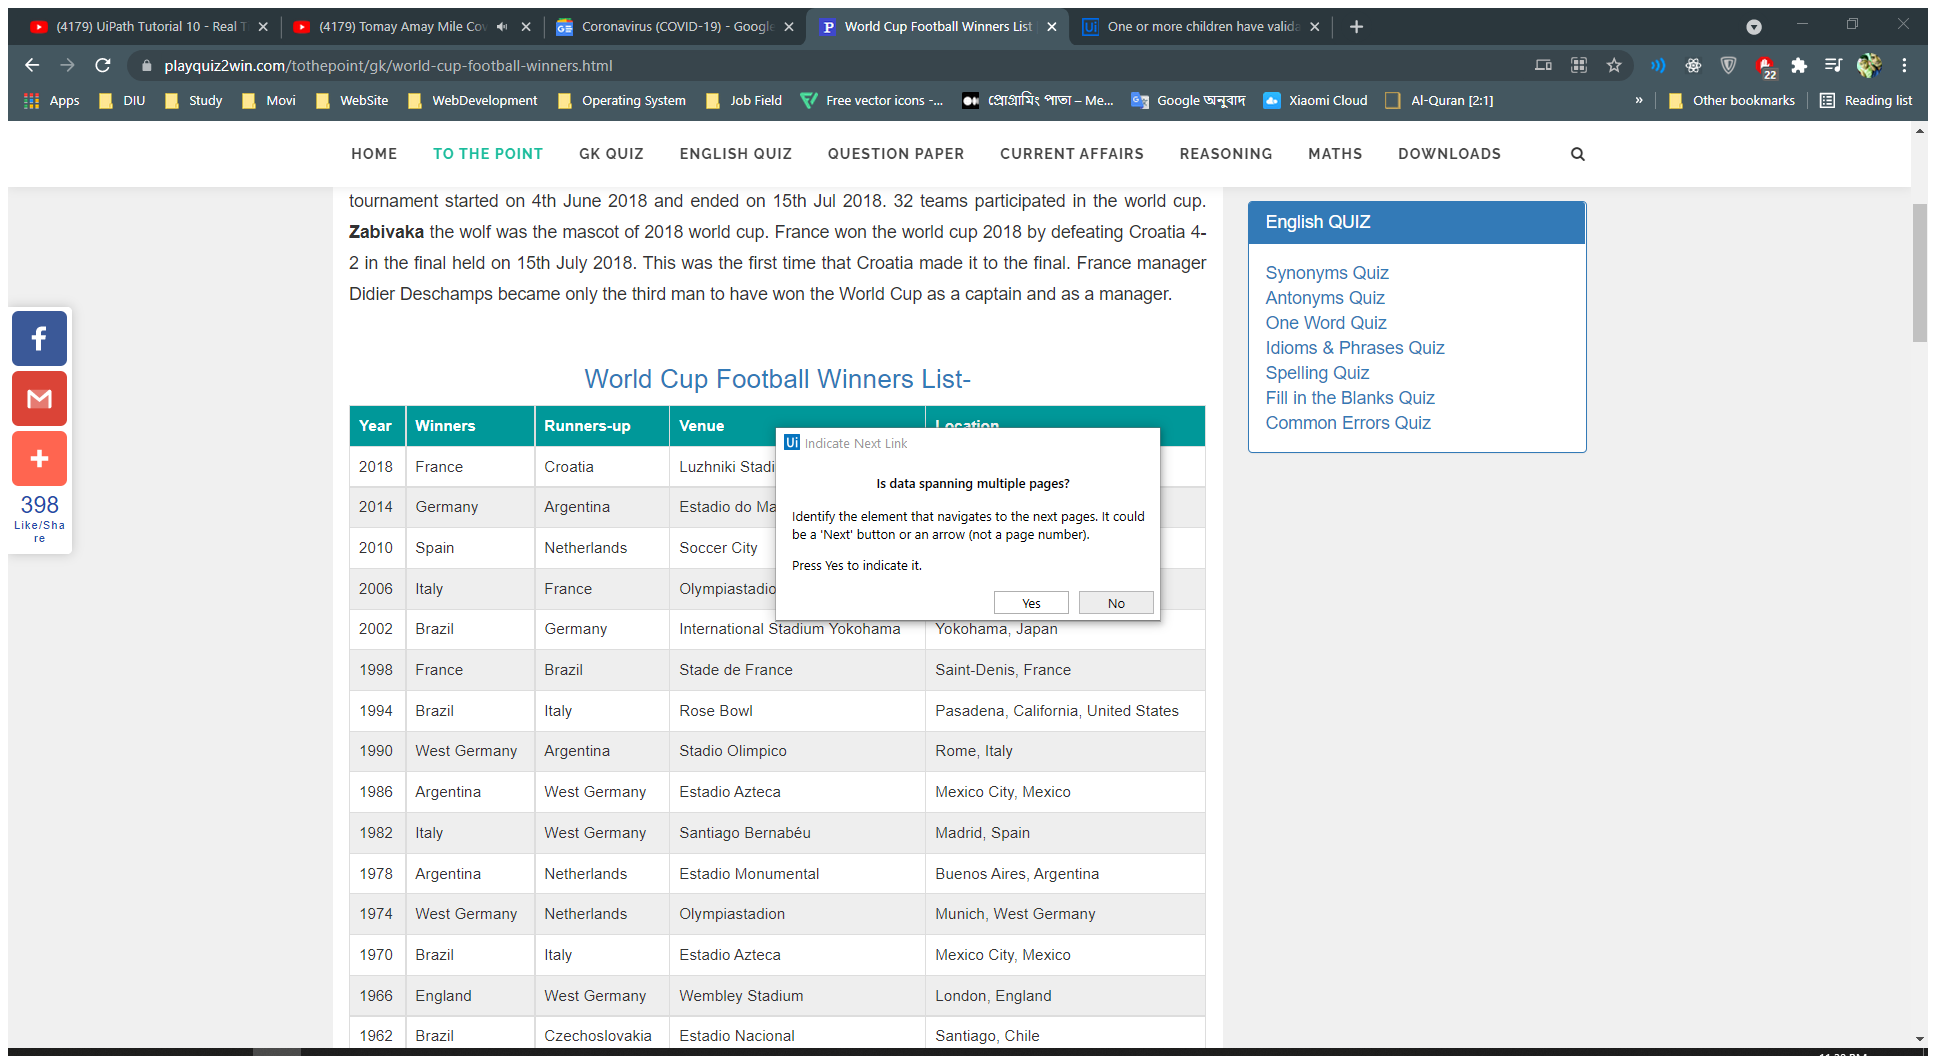 (4179) UiPath Tutorial 10 - Real T
(4179) Tomay Amay Mile Cov
Coronavirus (COVID-19) - Google
World Cup Football Winners List
One or more children have valida
playquiz2win.com/tothepoint/gk/world-cup-football-winners.html
22
Apps
DIU
Study
Movi
WebSite
WebDevelopment
Operating System
Job Field
Free vector icons -...
প্রোগ্রামিং পাতা – Me...
Google অনুবাদ
Xiaomi Cloud
Al-Quran [2:1]
»
Other bookmarks
Reading list
HOME
TO THE POINT
GK QUIZ
ENGLISH QUIZ
QUESTION PAPER
CURRENT AFFAIRS
REASONING
MATHS
DOWNLOADS
tournament started on 4th June 2018 and ended on 15th Jul 2018. 32 teams participated in the world cup.
Zabivaka the wolf was the mascot of 2018 world cup. France won the world cup 2018 by defeating Croatia 4-
2 in the final held on 15th July 2018. This was the first time that Croatia made it to the final. France manager
Didier Deschamps became only the third man to have won the World Cup as a captain and as a manager.
English QUIZ
Synonyms Quiz
Antonyms Quiz
One Word Quiz
Idioms & Phrases Quiz
Spelling Quiz
Fill in the Blanks Quiz
Common Errors Quiz
398
Like/Sha
re
World Cup Football Winners List-
Year Winners Runners-up Venue Location
2018 France Croatia Luzhniki Stadi
2014 Germany Argentina Estadio do Ma
2010 Spain Netherlands Soccer City
2006 Italy France Olympiastadio
2002 Brazil Germany International Stadium Yokohama Yokohama, Japan
1998 France Brazil Stade de France Saint-Denis, France
1994 Brazil Italy Rose Bowl Pasadena, California, United States
1990 West Germany Argentina Stadio Olimpico Rome, Italy
1986 Argentina West Germany Estadio Azteca Mexico City, Mexico
1982 Italy West Germany Santiago Bernabéu Madrid, Spain
1978 Argentina Netherlands Estadio Monumental Buenos Aires, Argentina
1974 West Germany Netherlands Olympiastadion Munich, West Germany
1970 Brazil Italy Estadio Azteca Mexico City, Mexico
1966 England West Germany Wembley Stadium London, England
1962 Brazil Czechoslovakia Estadio Nacional Santiago, Chile
Ui Indicate Next Link
Is data spanning multiple pages?
Identify the element that navigates to the next pages. It could
be a 'Next' button or an arrow (not a page number).
Press Yes to indicate it.
Yes
No